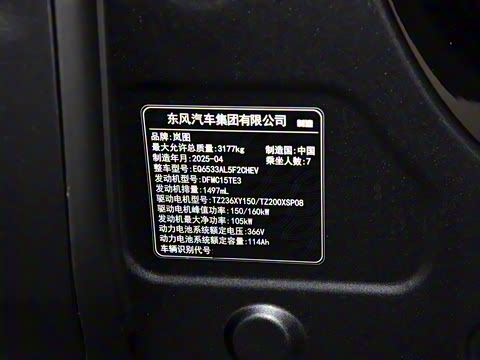 东风汽车集团有限公司 制造
品牌:岚图
最大允许总质量:3177kg 制造国:中国
制造年月:2025-04 乘坐人数:7
整车型号:EQ6533AL5F2CHEV
发动机型号:DFMC15TE3
发动机排量:1497mL
驱动电机型号:TZ236XY150/TZ200XSP08
驱动电机峰值功率:150/160kW
发动机最大净功率:105kW
动力电池系统额定电压:366V
动力电池系统额定容量:114Ah
车辆识别代号